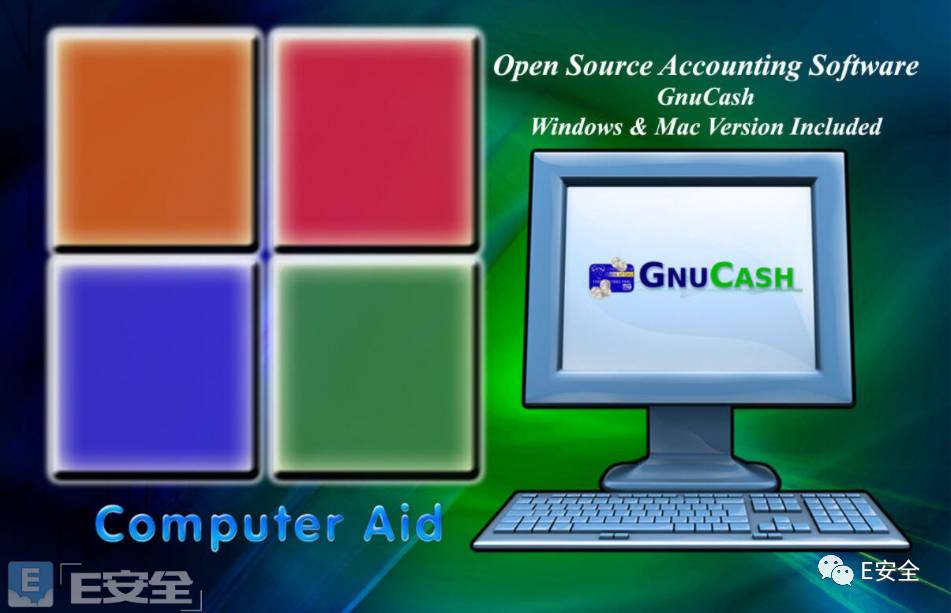 Open Source Accounting Software
GnuCash
Windows & Mac Version Included
GNUCASH
Computer Aid
E E安全
E安全